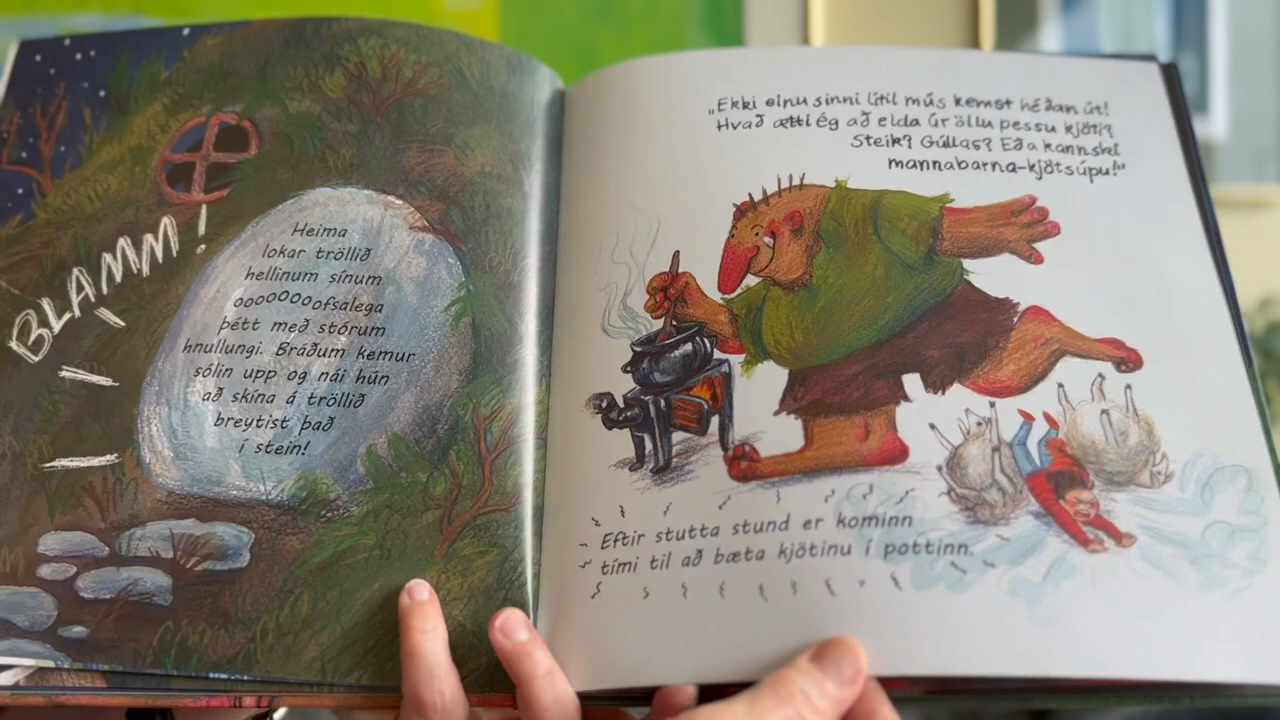 BLAMM!
Heima
lokar tröllið
hellinum sínum
ooooOOOoofsalega
þétt með stórum
hnullungi. Bráðum kemur
sólin upp og nái hún
að skína á tröllið
breytist það
í stein!
„Ekki einu sinni lítil mús kemst héðan út!
Hvað ætti ég að elda úr öllu þessu kjöti?
Steik? Gúllas? Eða kannski
mannabarna-kjötsúpu!"
Eftir stutta stund er kominn
tími til að bæta kjötinu í pottinn.